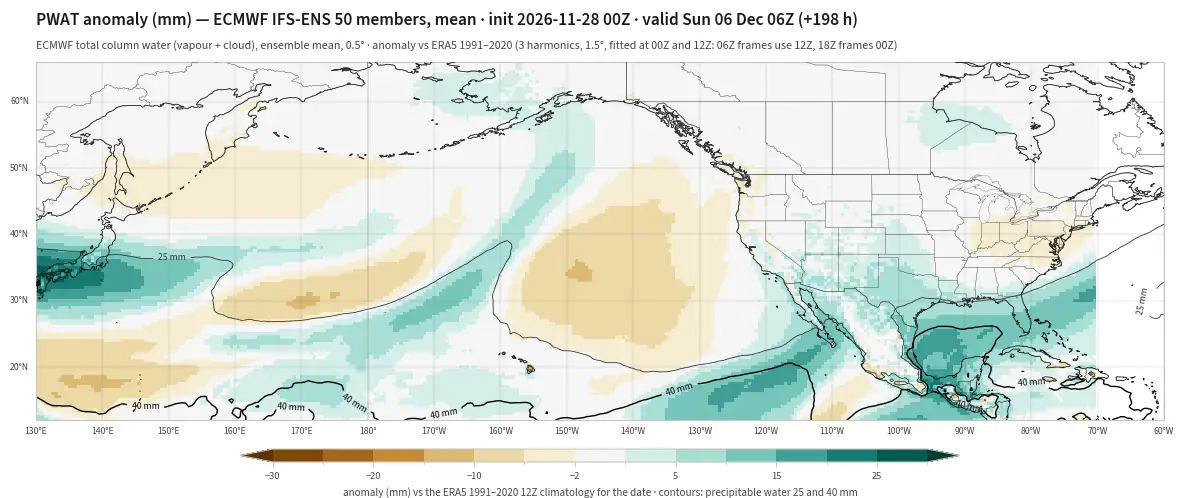 PWAT anomaly (mm) — ECMWF IFS-ENS 50 members, mean · init 2026-11-28 00Z · valid Sun 06 Dec 06Z (+198 h)
ECMWF total column water (vapour + cloud), ensemble mean, 0.5° · anomaly vs ERA5 1991–2020 (3 harmonics, 1.5°, fitted at 00Z and 12Z: 06Z frames use 12Z, 18Z frames 00Z)
60°N
50°N
40°N
30°N
20°N
25 mm
25 mm
40 mm
40 mm
40 mm
40 mm
40 mm
40 mm
40 mm
130°E 140°E 150°E 160°E 170°E 180° 170°W 160°W 150°W 140°W 130°W 120°W 110°W 100°W 90°W 80°W 70°W 60°W
−30 −20 −10 −2 5 15 25
anomaly (mm) vs the ERA5 1991–2020 12Z climatology for the date · contours: precipitable water 25 and 40 mm